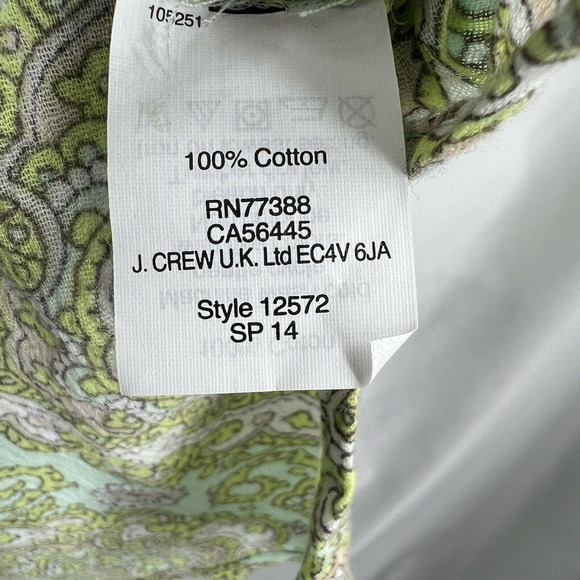 105251
100% Cotton
RN77388
CA56445
J. CREW U.K. Ltd EC4V 6JA
Style 12572
SP 14